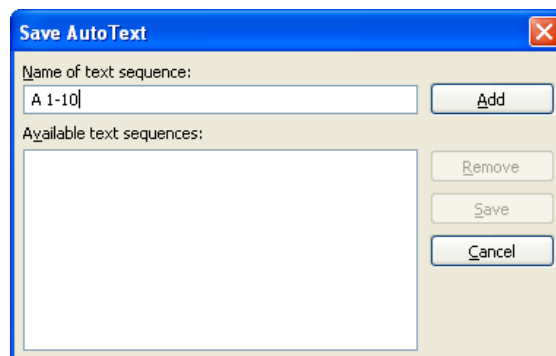 Save AutoText
Name of text sequence:
A 1-10
Add
Available text sequences:
Remove
Save
Cancel